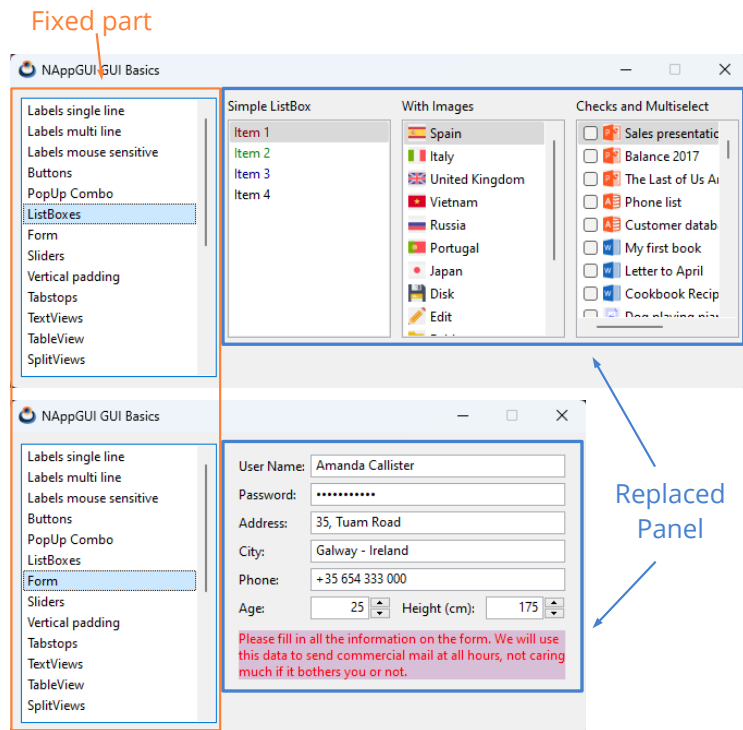 Fixed part
NAppGUI GUI Basics
Labels single line
Labels multi line
Labels mouse sensitive
Buttons
PopUp Combo
ListBoxes
Form
Sliders
Vertical padding
Tabstops
TextViews
TableView
SplitViews
Simple ListBox
Item 1
Item 2
Item 3
Item 4
With Images
Spain
Italy
United Kingdom
Vietnam
Russia
Portugal
Japan
Disk
Edit
Checks and Multiselect
Sales presentatic
Balance 2017
The Last of Us
Phone list
Customer datab
My first book
Letter to April
Cookbook Recip
NAppGUI GUI Basics
Labels single line
Labels multi line
Labels mouse sensitive
Buttons
PopUp Combo
ListBoxes
Form
Sliders
Vertical padding
Tabstops
TextViews
TableView
SplitViews
User Name: Amanda Callister
Password: •••••••••••
Address: 35, Tuam Road
City: Galway - Ireland
Phone: +35 654 333 000
Age: 25 Height (cm): 175
Please fill in all the information on the form. We will use
this data to send commercial mail at all hours, not caring
much if it bothers you or not.
Replaced
Panel